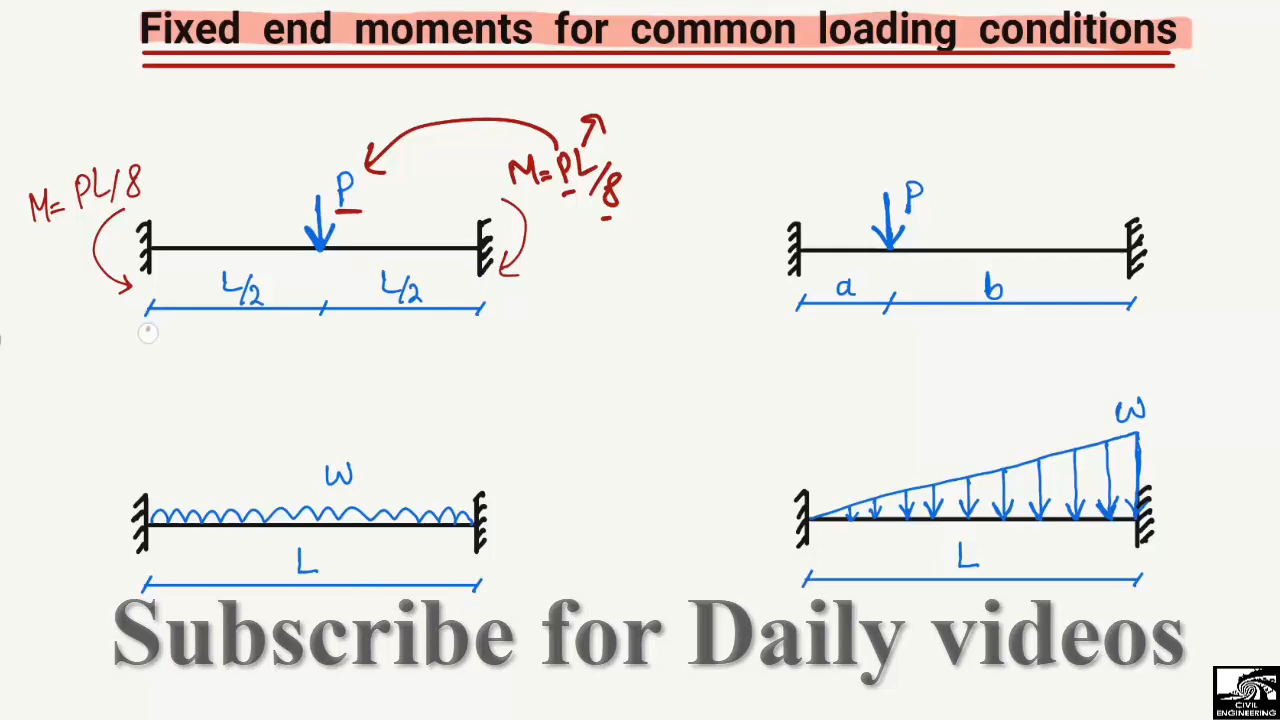 Fixed end moments for common loading conditions
M= PL/8
P
M= PL/8
L/2
L/2
P
a
b
W
L
W
L
Subscribe for Daily videos
CIVIL
ENGINEERING